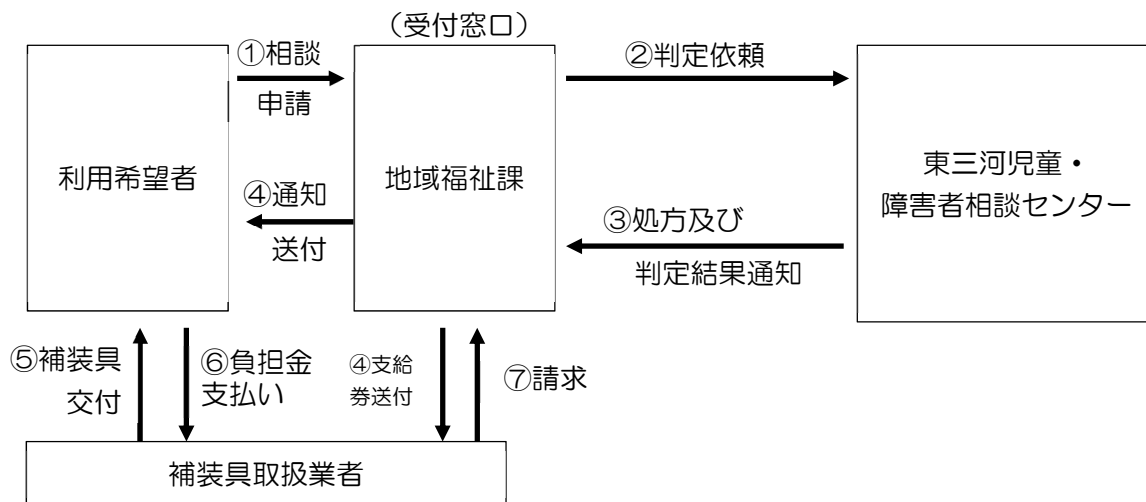 （受付窓口）
①相談
申請
②判定依頼
利用希望者
地域福祉課
東三河児童・
障害者相談センター
④通知
送付
③処方及び
判定結果通知
⑤補装具
交付
⑥負担金
支払い
④支給
券送付
⑦請求
補装具取扱業者